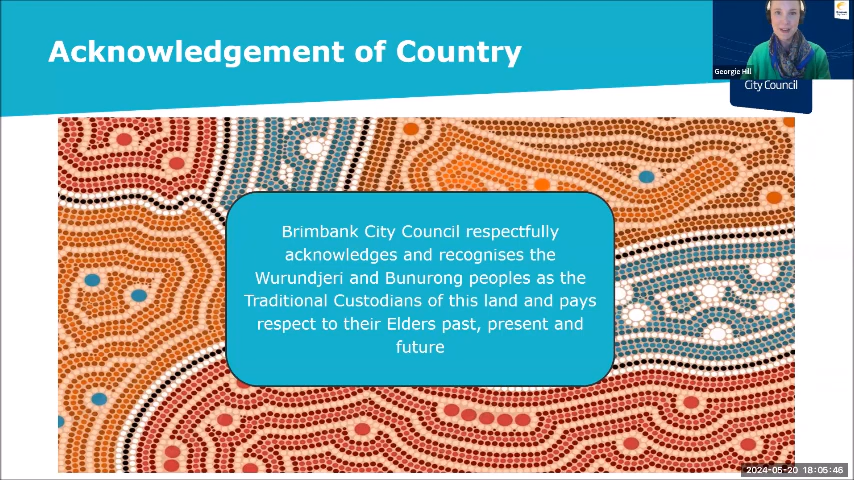 Acknowledgement of Country
Georgie Hill
City Council
Brimbank City Council respectfully
acknowledges and recognises the
Wurundjeri and Bunurong peoples as the
Traditional Custodians of this land and pays
respect to their Elders past, present and
future
2024-05-20 18:05:46